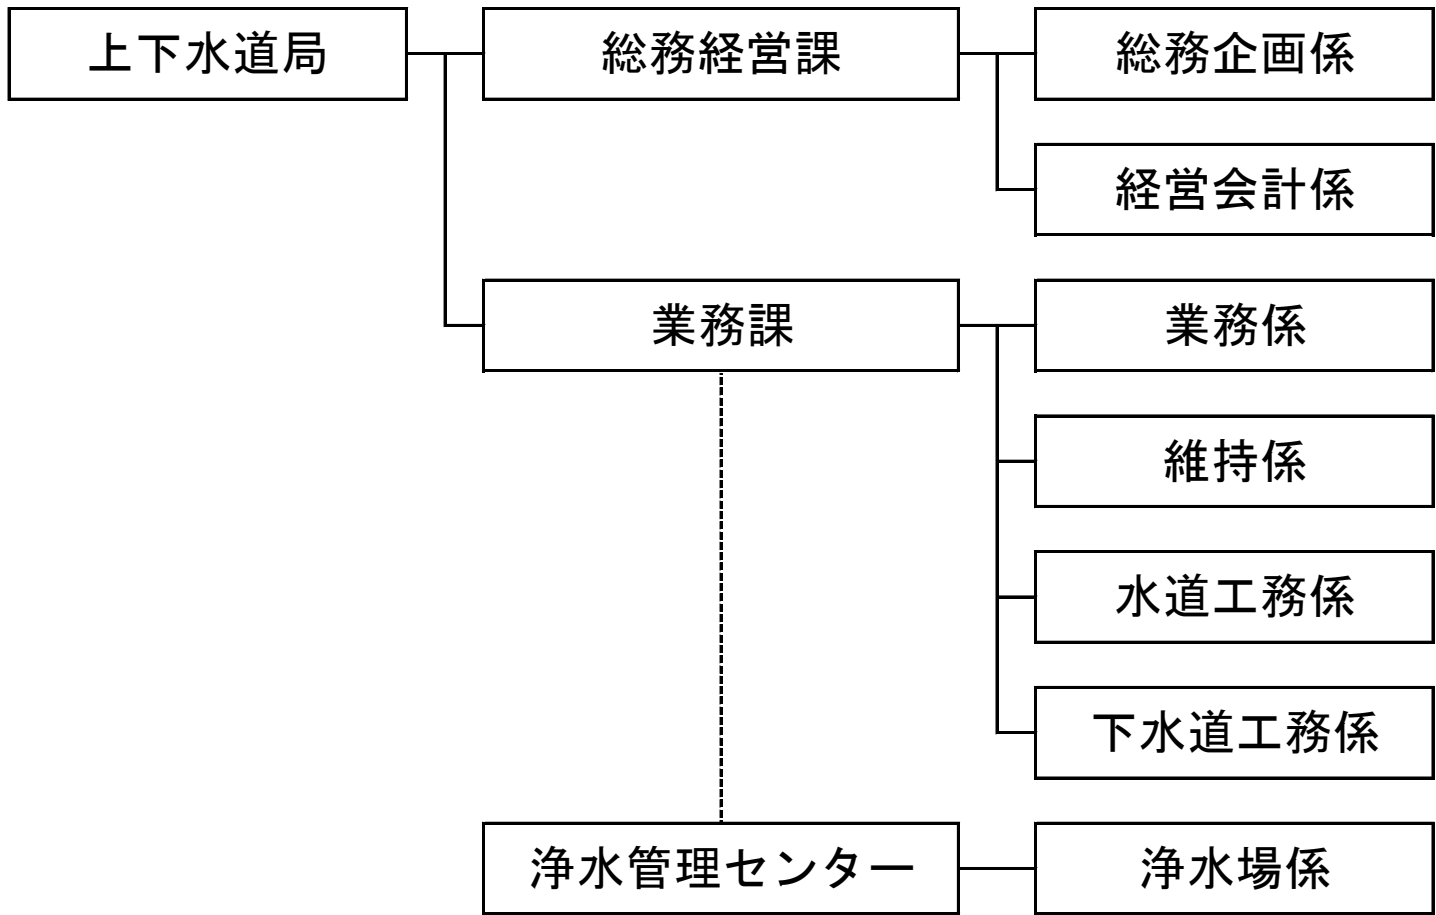 上下水道局
総務経営課
総務企画係
経営会計係
業務課
業務係
維持係
水道工務係
下水道工務係
浄水管理センター
浄水場係